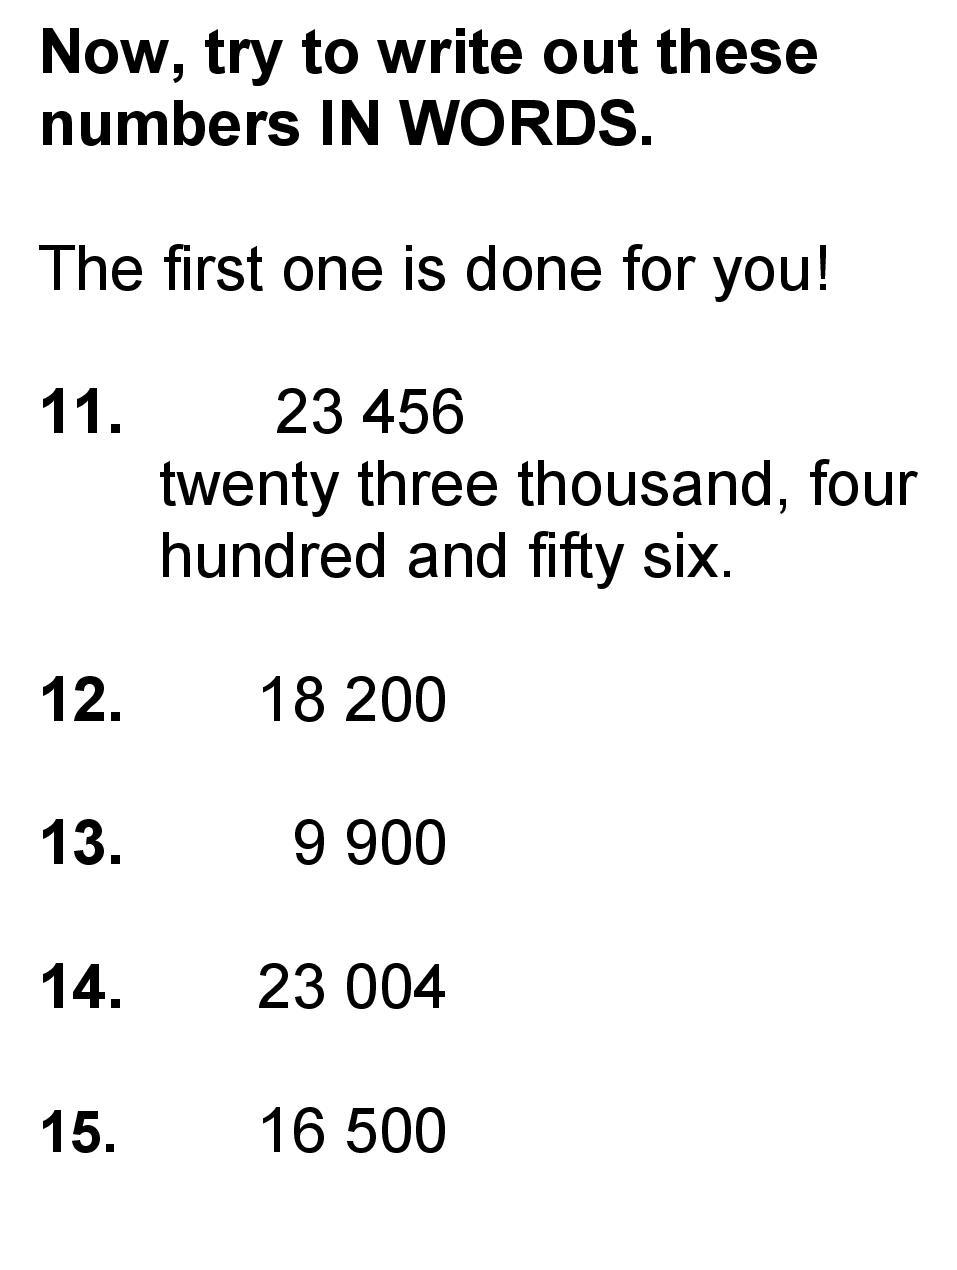 Now, try to write out these
numbers IN WORDS.
The first one is done for you!
11. 23 456
twenty three thousand, four
hundred and fifty six.
12. 18 200
13. 9 900
14. 23 004
15. 16 500